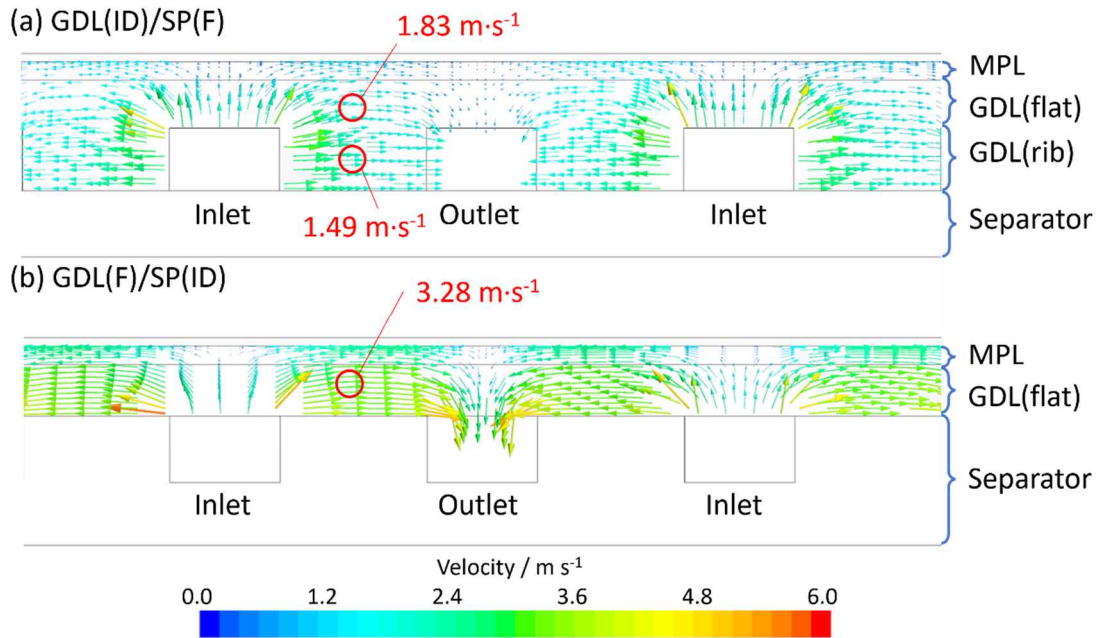 (a) GDL(ID)/SP(F)
1.83 m·s⁻¹
MPL
GDL(flat)
GDL(rib)
1.49 m·s⁻¹
Inlet
Outlet
Inlet
Separator
(b) GDL(F)/SP(ID)
3.28 m·s⁻¹
MPL
GDL(flat)
Separator
Inlet
Outlet
Inlet
Velocity / m s⁻¹
0.0 1.2 2.4 3.6 4.8 6.0